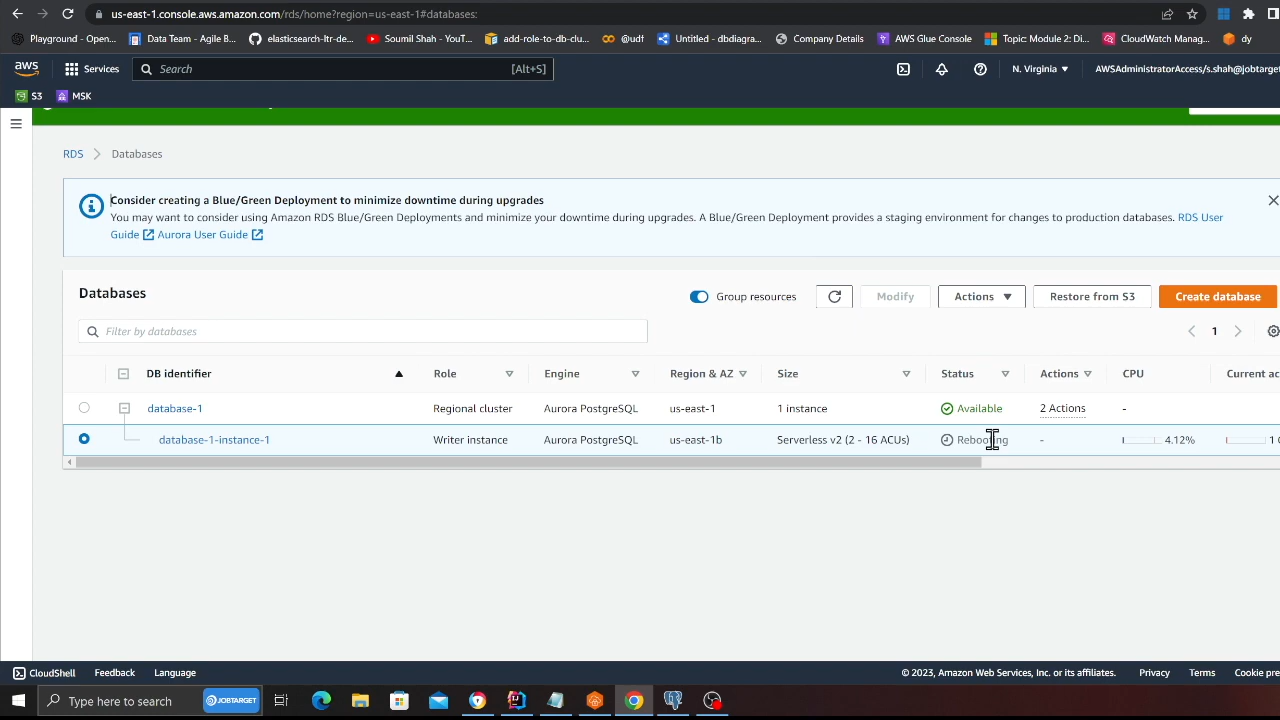 us-east-1.console.aws.amazon.com/rds/home?region=us-east-1#databases:
Playground - Open...
Data Team - Agile B...
elasticsearch-ltr-de...
Soumil Shah - YouT...
add-role-to-db-clu...
@udf
Untitled - dbdiagra...
Company Details
AWS Glue Console
Topic: Module 2: Di...
CloudWatch Manag...
dy
aws
Services
Search
[Alt+S]
N. Virginia
AWSAdministratorAccess/s.shah@jobtarget
S3
MSK
RDS
Databases
Consider creating a Blue/Green Deployment to minimize downtime during upgrades
You may want to consider using Amazon RDS Blue/Green Deployments and minimize your downtime during upgrades. A Blue/Green Deployment provides a staging environment for changes to production databases. RDS User
Guide Aurora User Guide
Databases
Group resources
Modify
Actions
Restore from S3
Create database
Filter by databases
1
DB identifier
Role
Engine
Region & AZ
Size
Status
Actions
CPU
Current ac
database-1
Regional cluster
Aurora PostgreSQL
us-east-1
1 instance
Available
2 Actions
-
database-1-instance-1
Writer instance
Aurora PostgreSQL
us-east-1b
Serverless v2 (2 - 16 ACUs)
Rebooting
-
4.12%
CloudShell
Feedback
Language
© 2023, Amazon Web Services, Inc. or its affiliates.
Privacy
Terms
Cookie pre
Type here to search
JOBTARGET